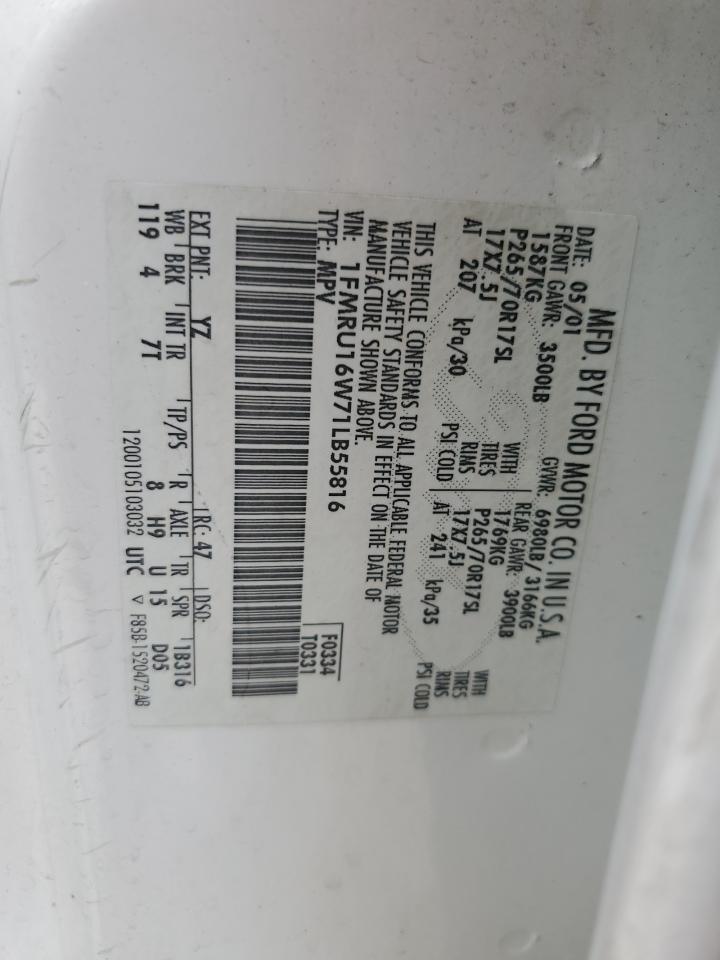 MFD. BY FORD MOTOR CO. IN U.S.A.
DATE: 05/01 GVWR: 6980LB/ 3166KG
FRONT GAWR: 3500LB REAR GAWR: 3900LB
1587KG WITH 1769KG WITH
P265/70R17SL TIRES P265/70R17SL TIRES
17X7.5J RIMS 17X7.5J RIMS
AT 207 kPa/30 PSI COLD AT 241 kPa/35 PSI COLD
THIS VEHICLE CONFORMS TO ALL APPLICABLE FEDERAL MOTOR
VEHICLE SAFETY STANDARDS IN EFFECT ON THE DATE OF
MANUFACTURE SHOWN ABOVE.
VIN: 1FMRU16W71LB55816 F0334
TYPE: MPV T0331
EXT PNT: YZ RC: 47 DSO: 1B316
WB BRK INT TR TP/PS R AXLE TR SPR
119 4 7T 8 H9 U 15 D05
1200105103032 UTC ▽ F85B-1520472-AB